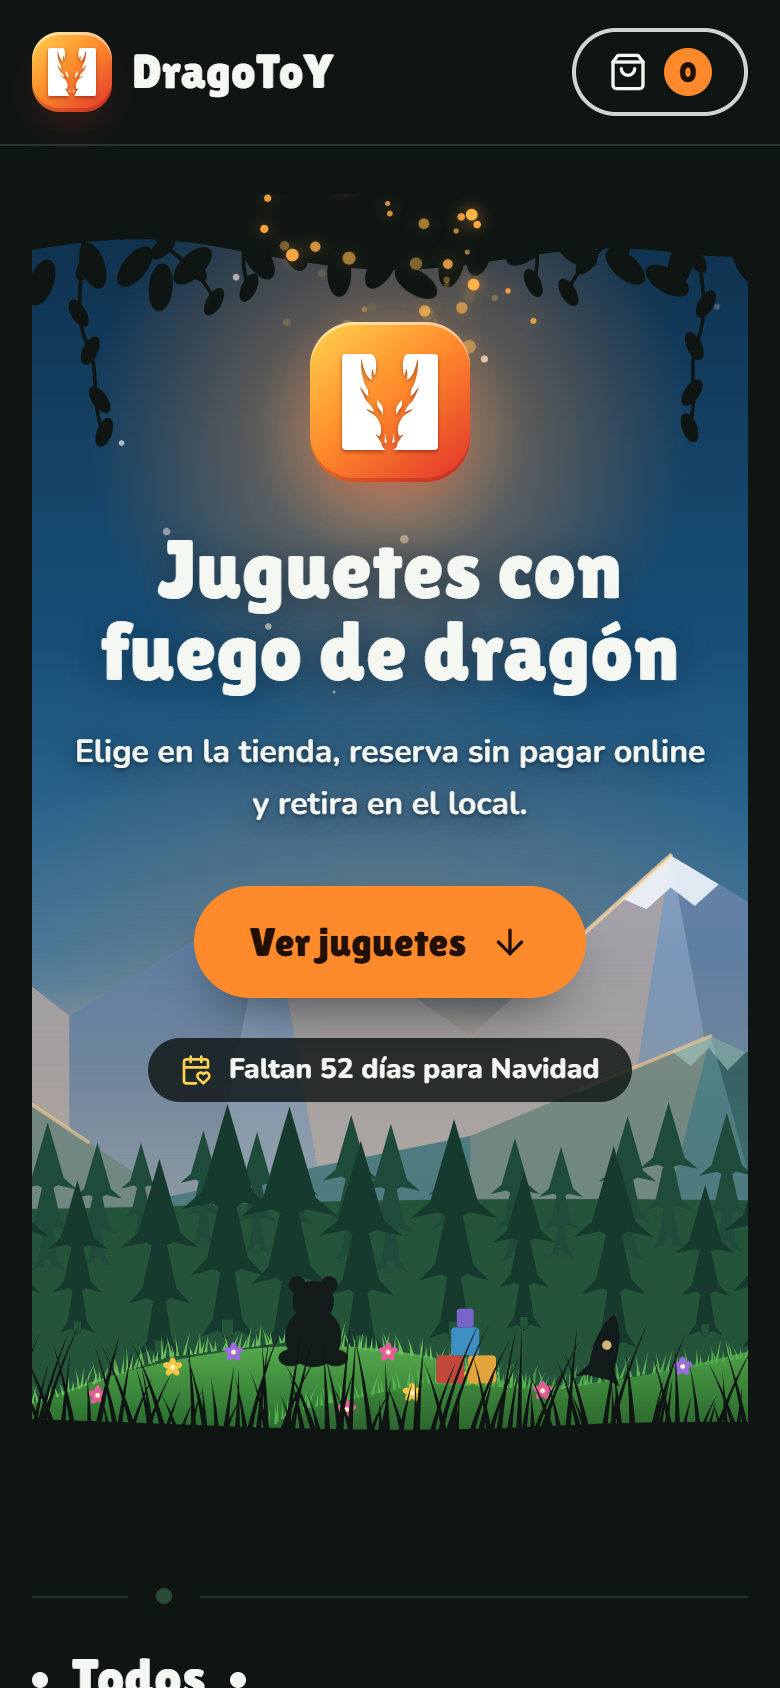 DragoToY
0
Juguetes con
fuego de dragón
Elige en la tienda, reserva sin pagar online
y retira en el local.
Ver juguetes
Faltan 52 días para Navidad
• Todos •